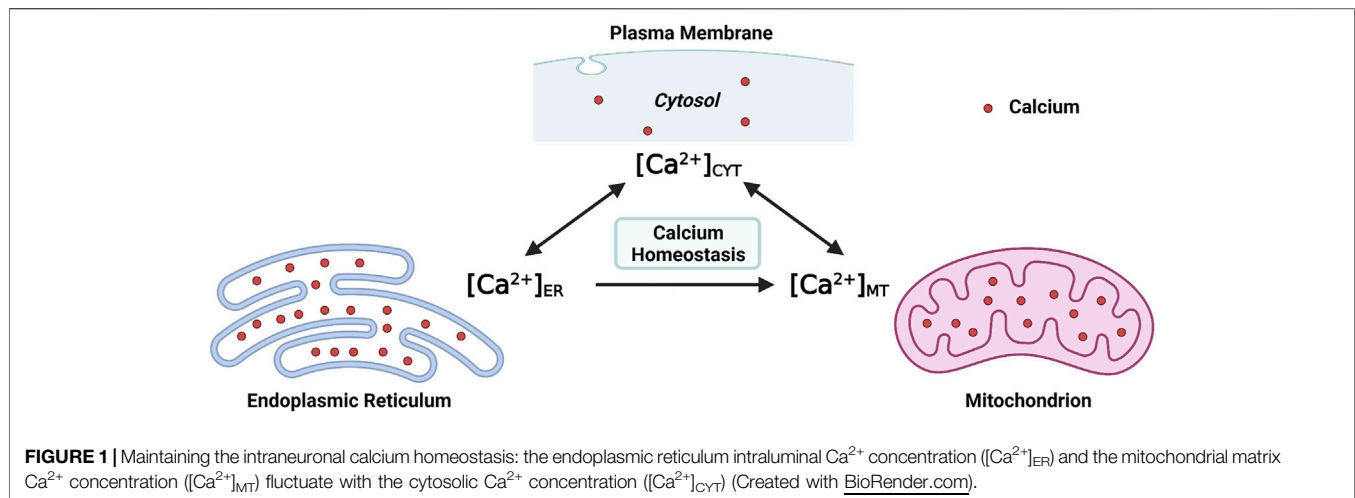 Plasma Membrane
Cytosol
Calcium
[Ca²⁺]CYT
Calcium
Homeostasis
[Ca²⁺]ER
[Ca²⁺]MT
Endoplasmic Reticulum
Mitochondrion
FIGURE 1 | Maintaining the intraneuronal calcium homeostasis: the endoplasmic reticulum intraluminal Ca²⁺ concentration ([Ca²⁺]ER) and the mitochondrial matrix
Ca²⁺ concentration ([Ca²⁺]MT) fluctuate with the cytosolic Ca²⁺ concentration ([Ca²⁺]CYT) (Created with BioRender.com).